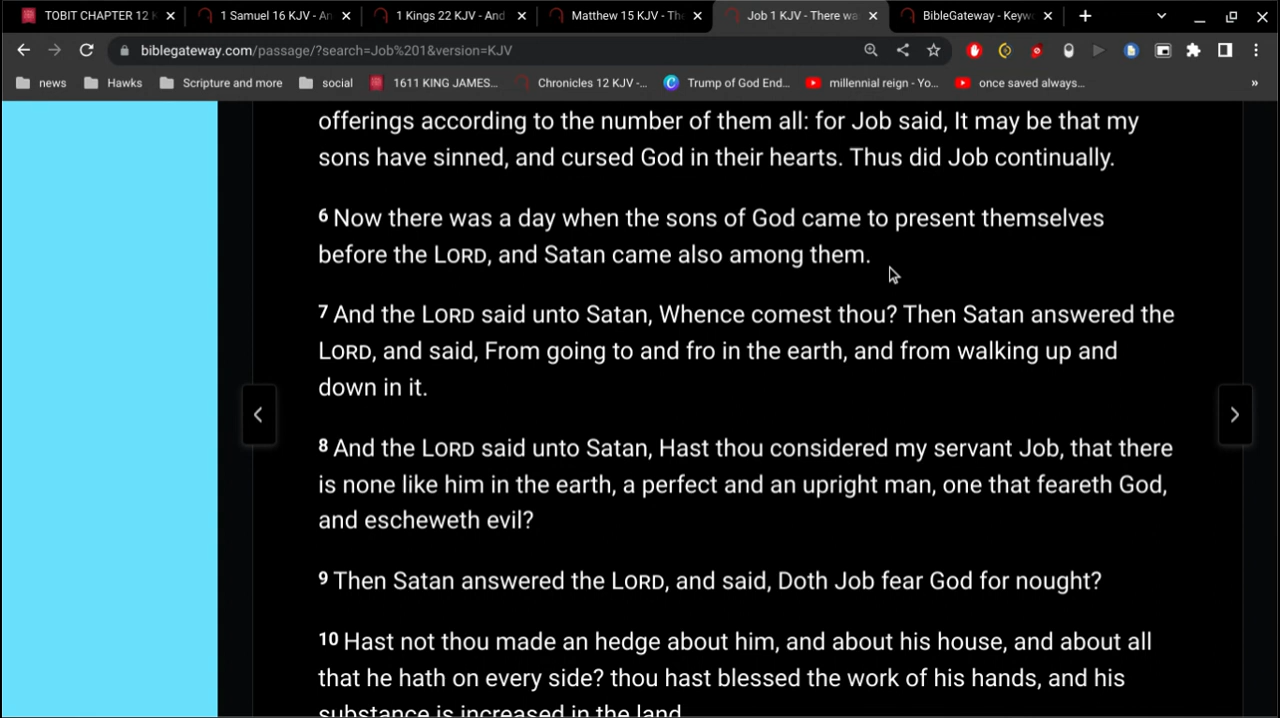 TOBIT CHAPTER 12 K
1 Samuel 16 KJV - An
1 Kings 22 KJV - And
Matthew 15 KJV - The
Job 1 KJV - There wa
BibleGateway - Keyw
biblegateway.com/passage/?search=Job%201&version=KJV
news
Hawks
Scripture and more
social
1611 KING JAMES...
Chronicles 12 KJV -...
Trump of God End...
millennial reign - Yo...
once saved always...
»
offerings according to the number of them all: for Job said, It may be that my
sons have sinned, and cursed God in their hearts. Thus did Job continually.
6 Now there was a day when the sons of God came to present themselves
before the LORD, and Satan came also among them.
7 And the LORD said unto Satan, Whence comest thou? Then Satan answered the
LORD, and said, From going to and fro in the earth, and from walking up and
down in it.
8 And the LORD said unto Satan, Hast thou considered my servant Job, that there
is none like him in the earth, a perfect and an upright man, one that feareth God,
and escheweth evil?
9 Then Satan answered the LORD, and said, Doth Job fear God for nought?
10 Hast not thou made an hedge about him, and about his house, and about all
that he hath on every side? thou hast blessed the work of his hands, and his
substance is increased in the land.